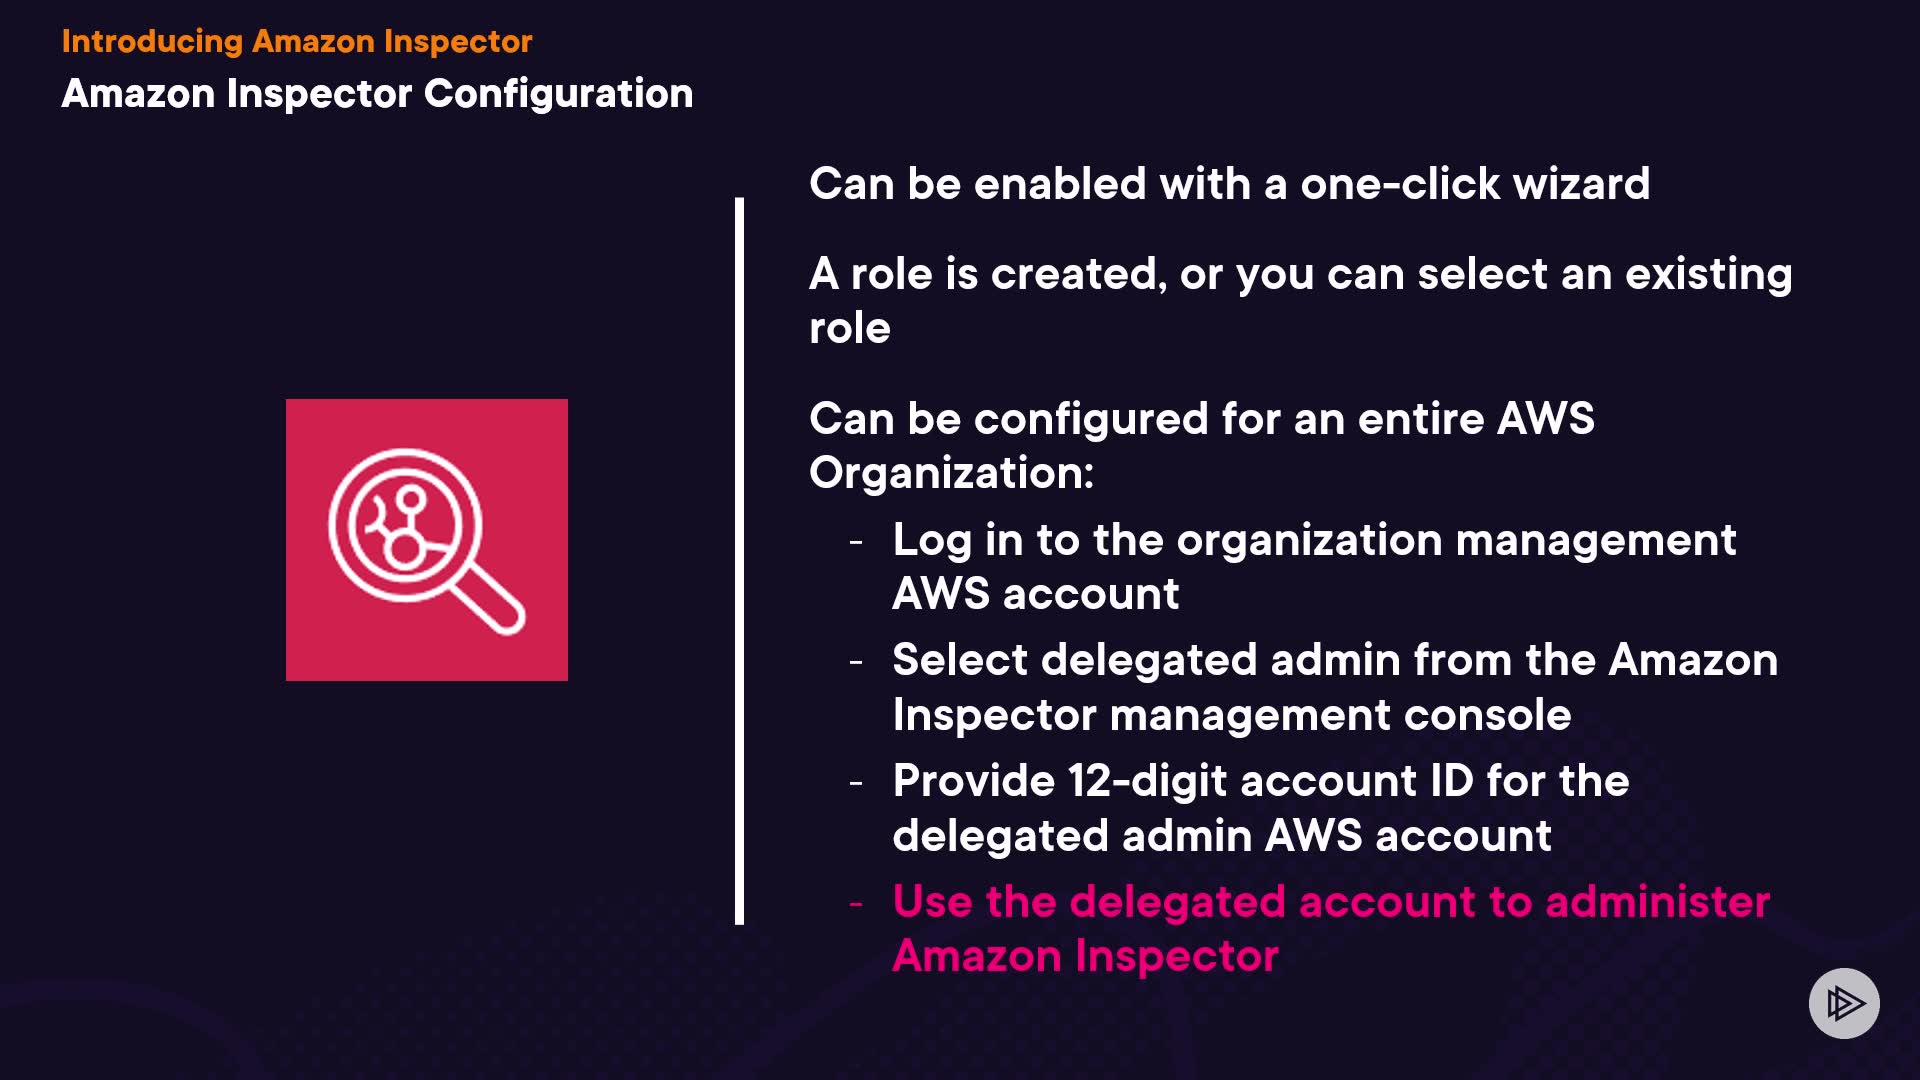 Introducing Amazon Inspector
Amazon Inspector Configuration
Can be enabled with a one-click wizard
A role is created, or you can select an existing
role
Can be configured for an entire AWS
Organization:
- Log in to the organization management
AWS account
- Select delegated admin from the Amazon
Inspector management console
- Provide 12-digit account ID for the
delegated admin AWS account
- Use the delegated account to administer
Amazon Inspector